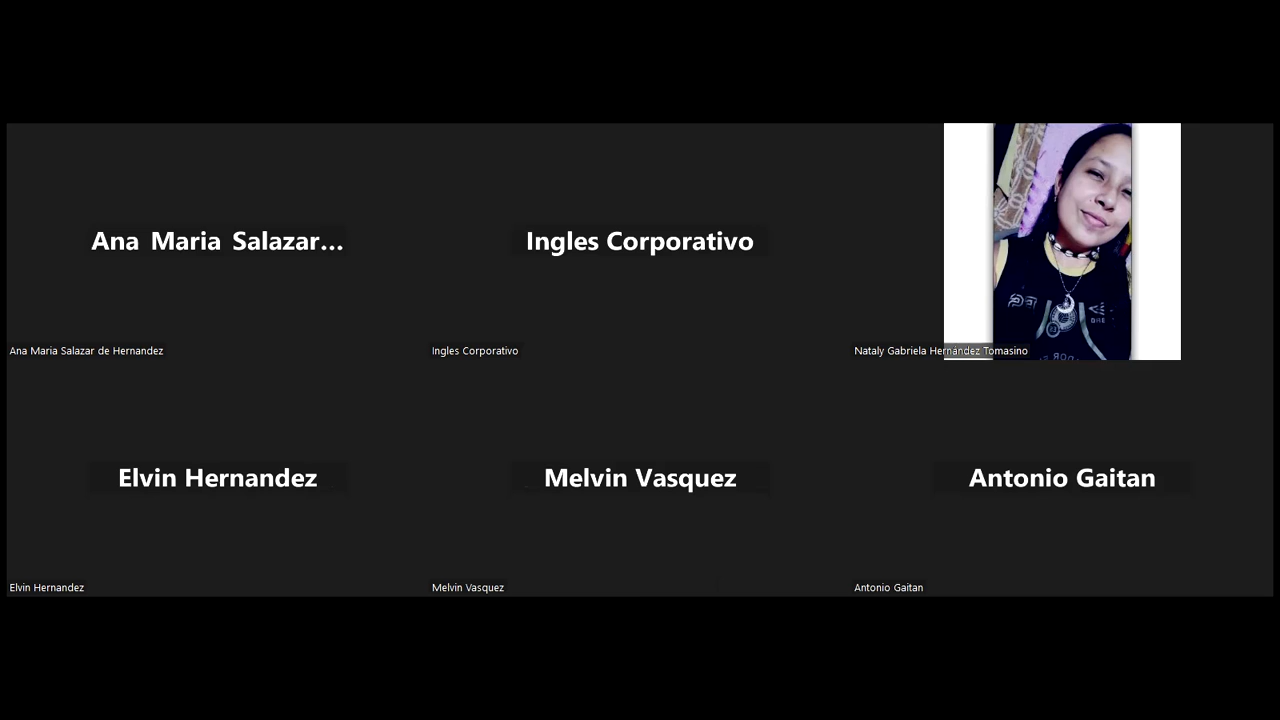 Ana Maria Salazar...
Ingles Corporativo
Ana Maria Salazar de Hernandez
Ingles Corporativo
Nataly Gabriela Hernández Tomasino
Elvin Hernandez
Melvin Vasquez
Antonio Gaitan
Elvin Hernandez
Melvin Vasquez
Antonio Gaitan